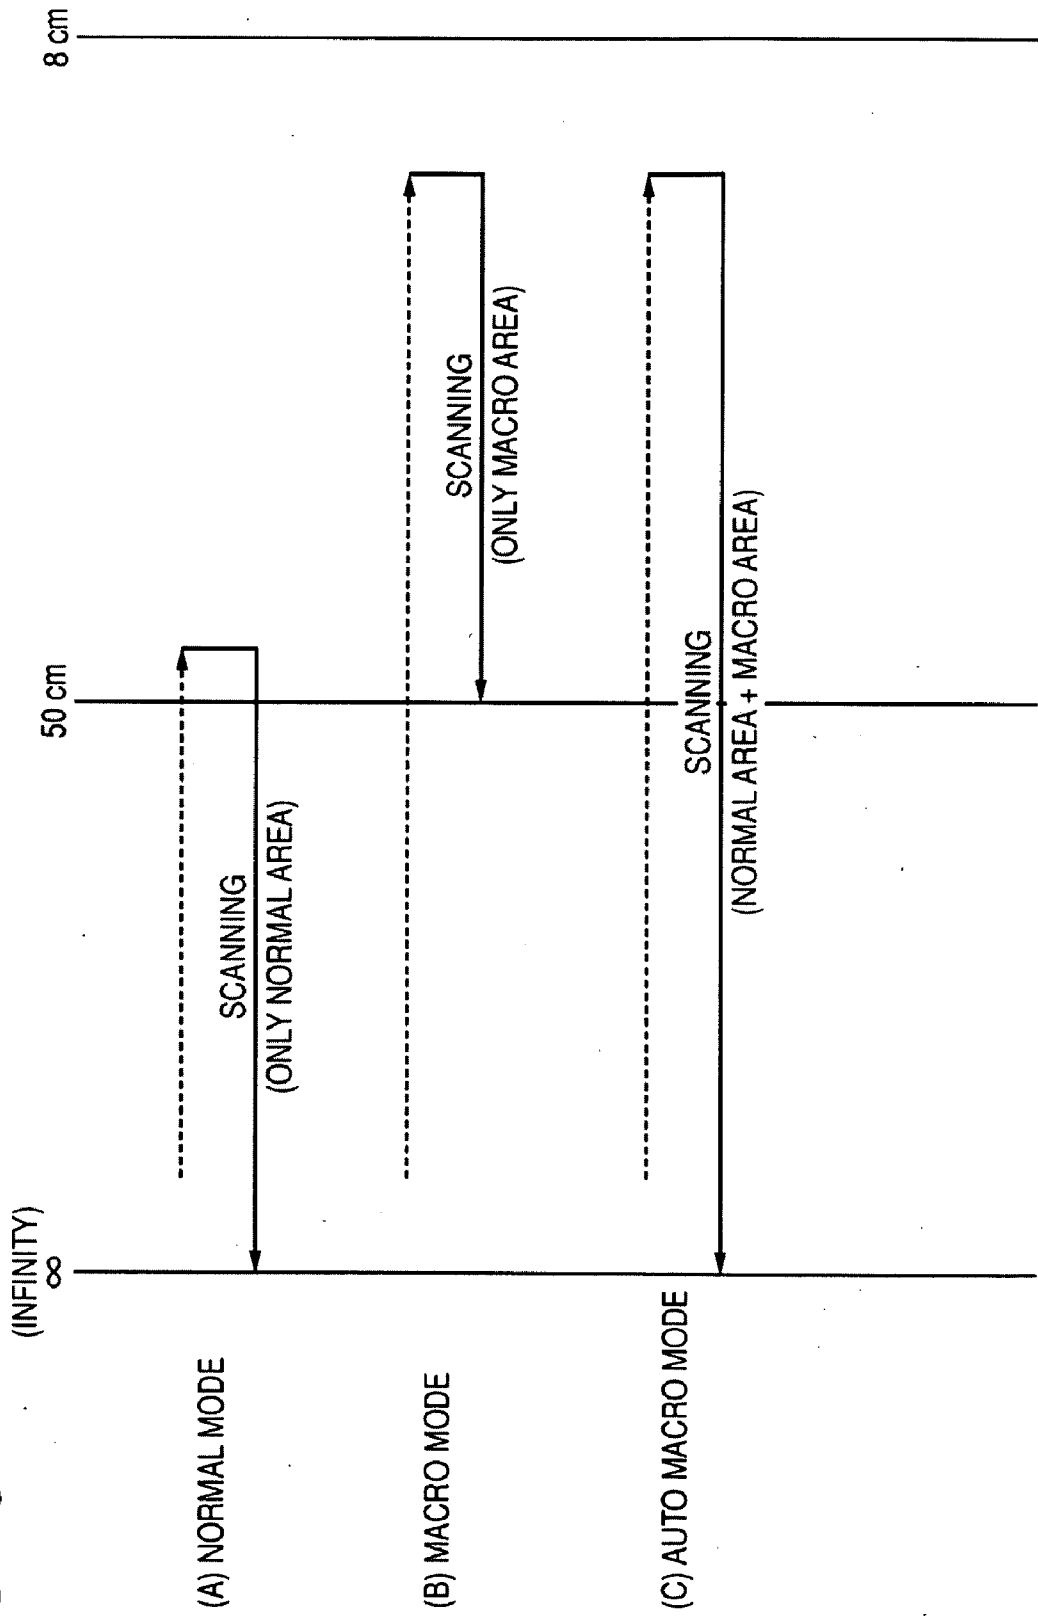 (INFINITY)
∞
50 cm
8 cm
(A) NORMAL MODE
SCANNING
(ONLY NORMAL AREA)
(B) MACRO MODE
SCANNING
(ONLY MACRO AREA)
(C) AUTO MACRO MODE
SCANNING
(NORMAL AREA + MACRO AREA)